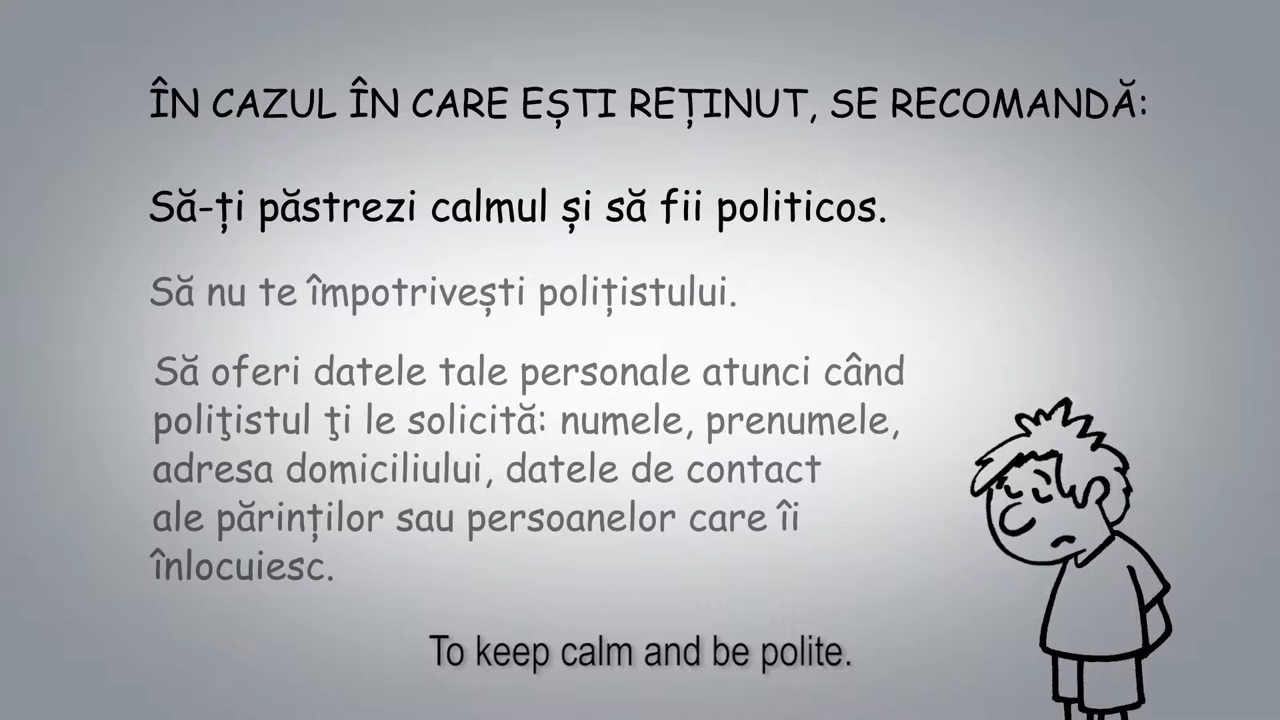 ÎN CAZUL ÎN CARE EȘTI REȚINUT, SE RECOMANDĂ:
Să-ți păstrezi calmul și să fii politicos.
Să nu te împotrivești polițistului.
Să oferi datele tale personale atunci când
poliţistul ţi le solicită: numele, prenumele,
adresa domiciliului, datele de contact
ale părinților sau persoanelor care îi
înlocuiesc.
To keep calm and be polite.